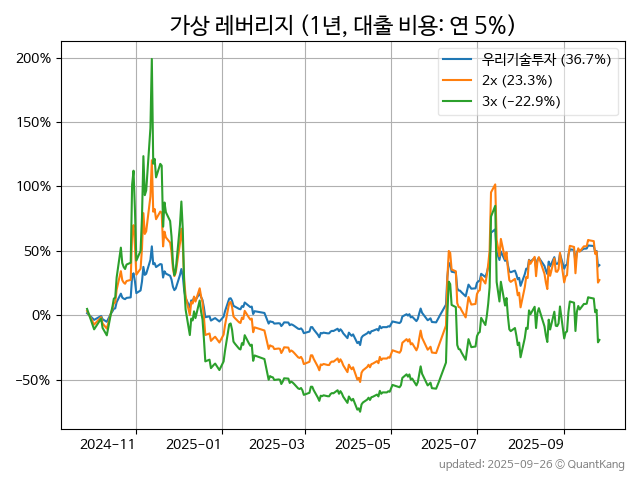 가상 레버리지 (1년, 대출 비용: 연 5%)
우리기술투자 (36.7%)
2x (23.3%)
3x (−22.9%)
200%
150%
100%
50%
0%
−50%
2024-11
2025-01
2025-03
2025-05
2025-07
2025-09
updated: 2025-09-26 © QuantKang